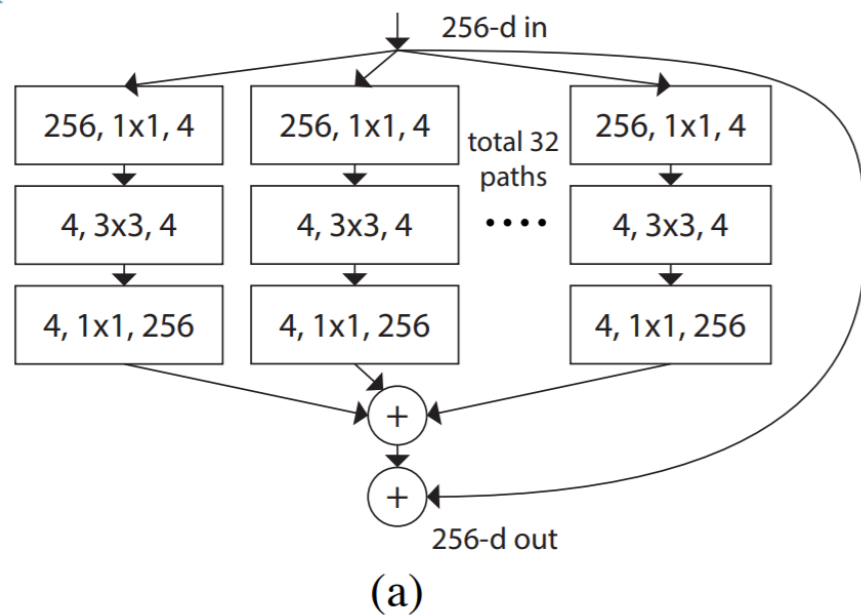 256-d in
256, 1x1, 4
256, 1x1, 4
total 32
paths
256, 1x1, 4
4, 3x3, 4
4, 3x3, 4
....
4, 3x3, 4
4, 1x1, 256
4, 1x1, 256
4, 1x1, 256
+
+
256-d out
(a)